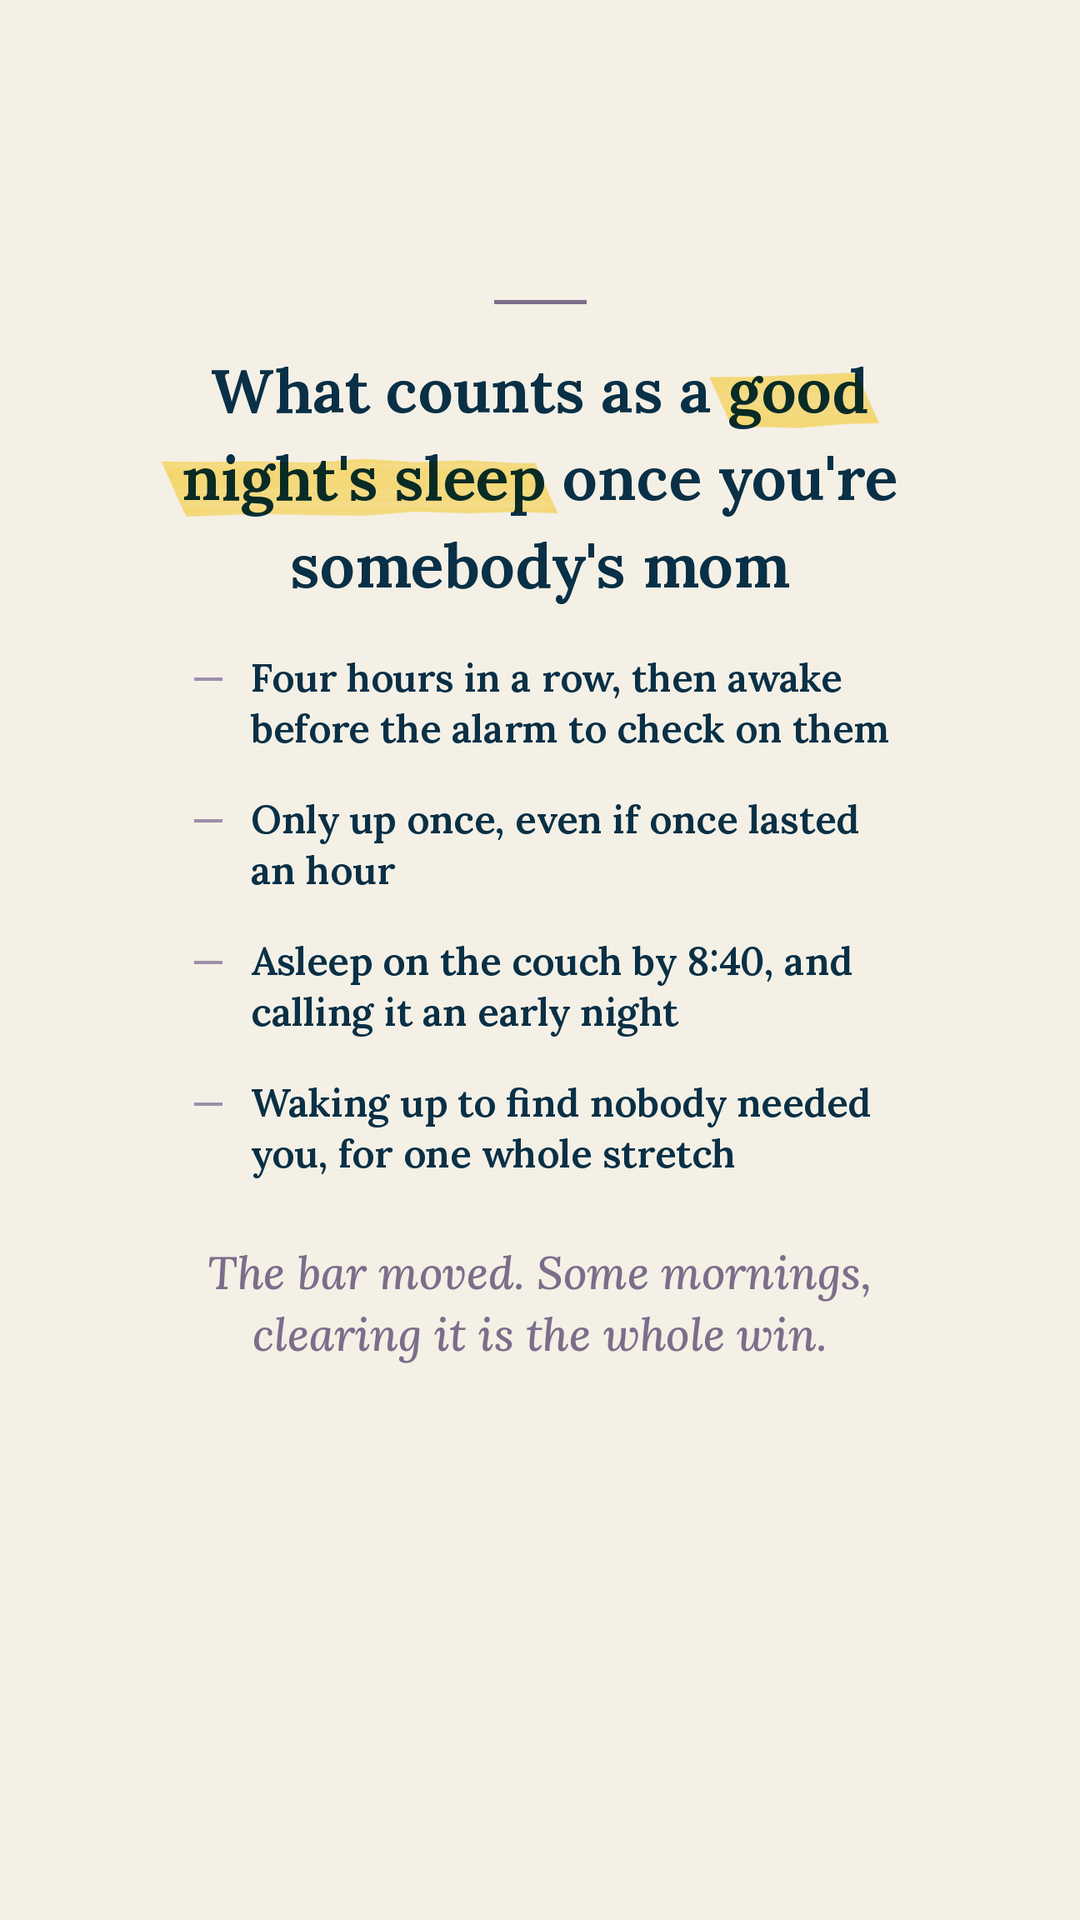 What counts as a good
night's sleep once you're
somebody's mom
— Four hours in a row, then awake
before the alarm to check on them
— Only up once, even if once lasted
an hour
— Asleep on the couch by 8:40, and
calling it an early night
— Waking up to find nobody needed
you, for one whole stretch
The bar moved. Some mornings,
clearing it is the whole win.